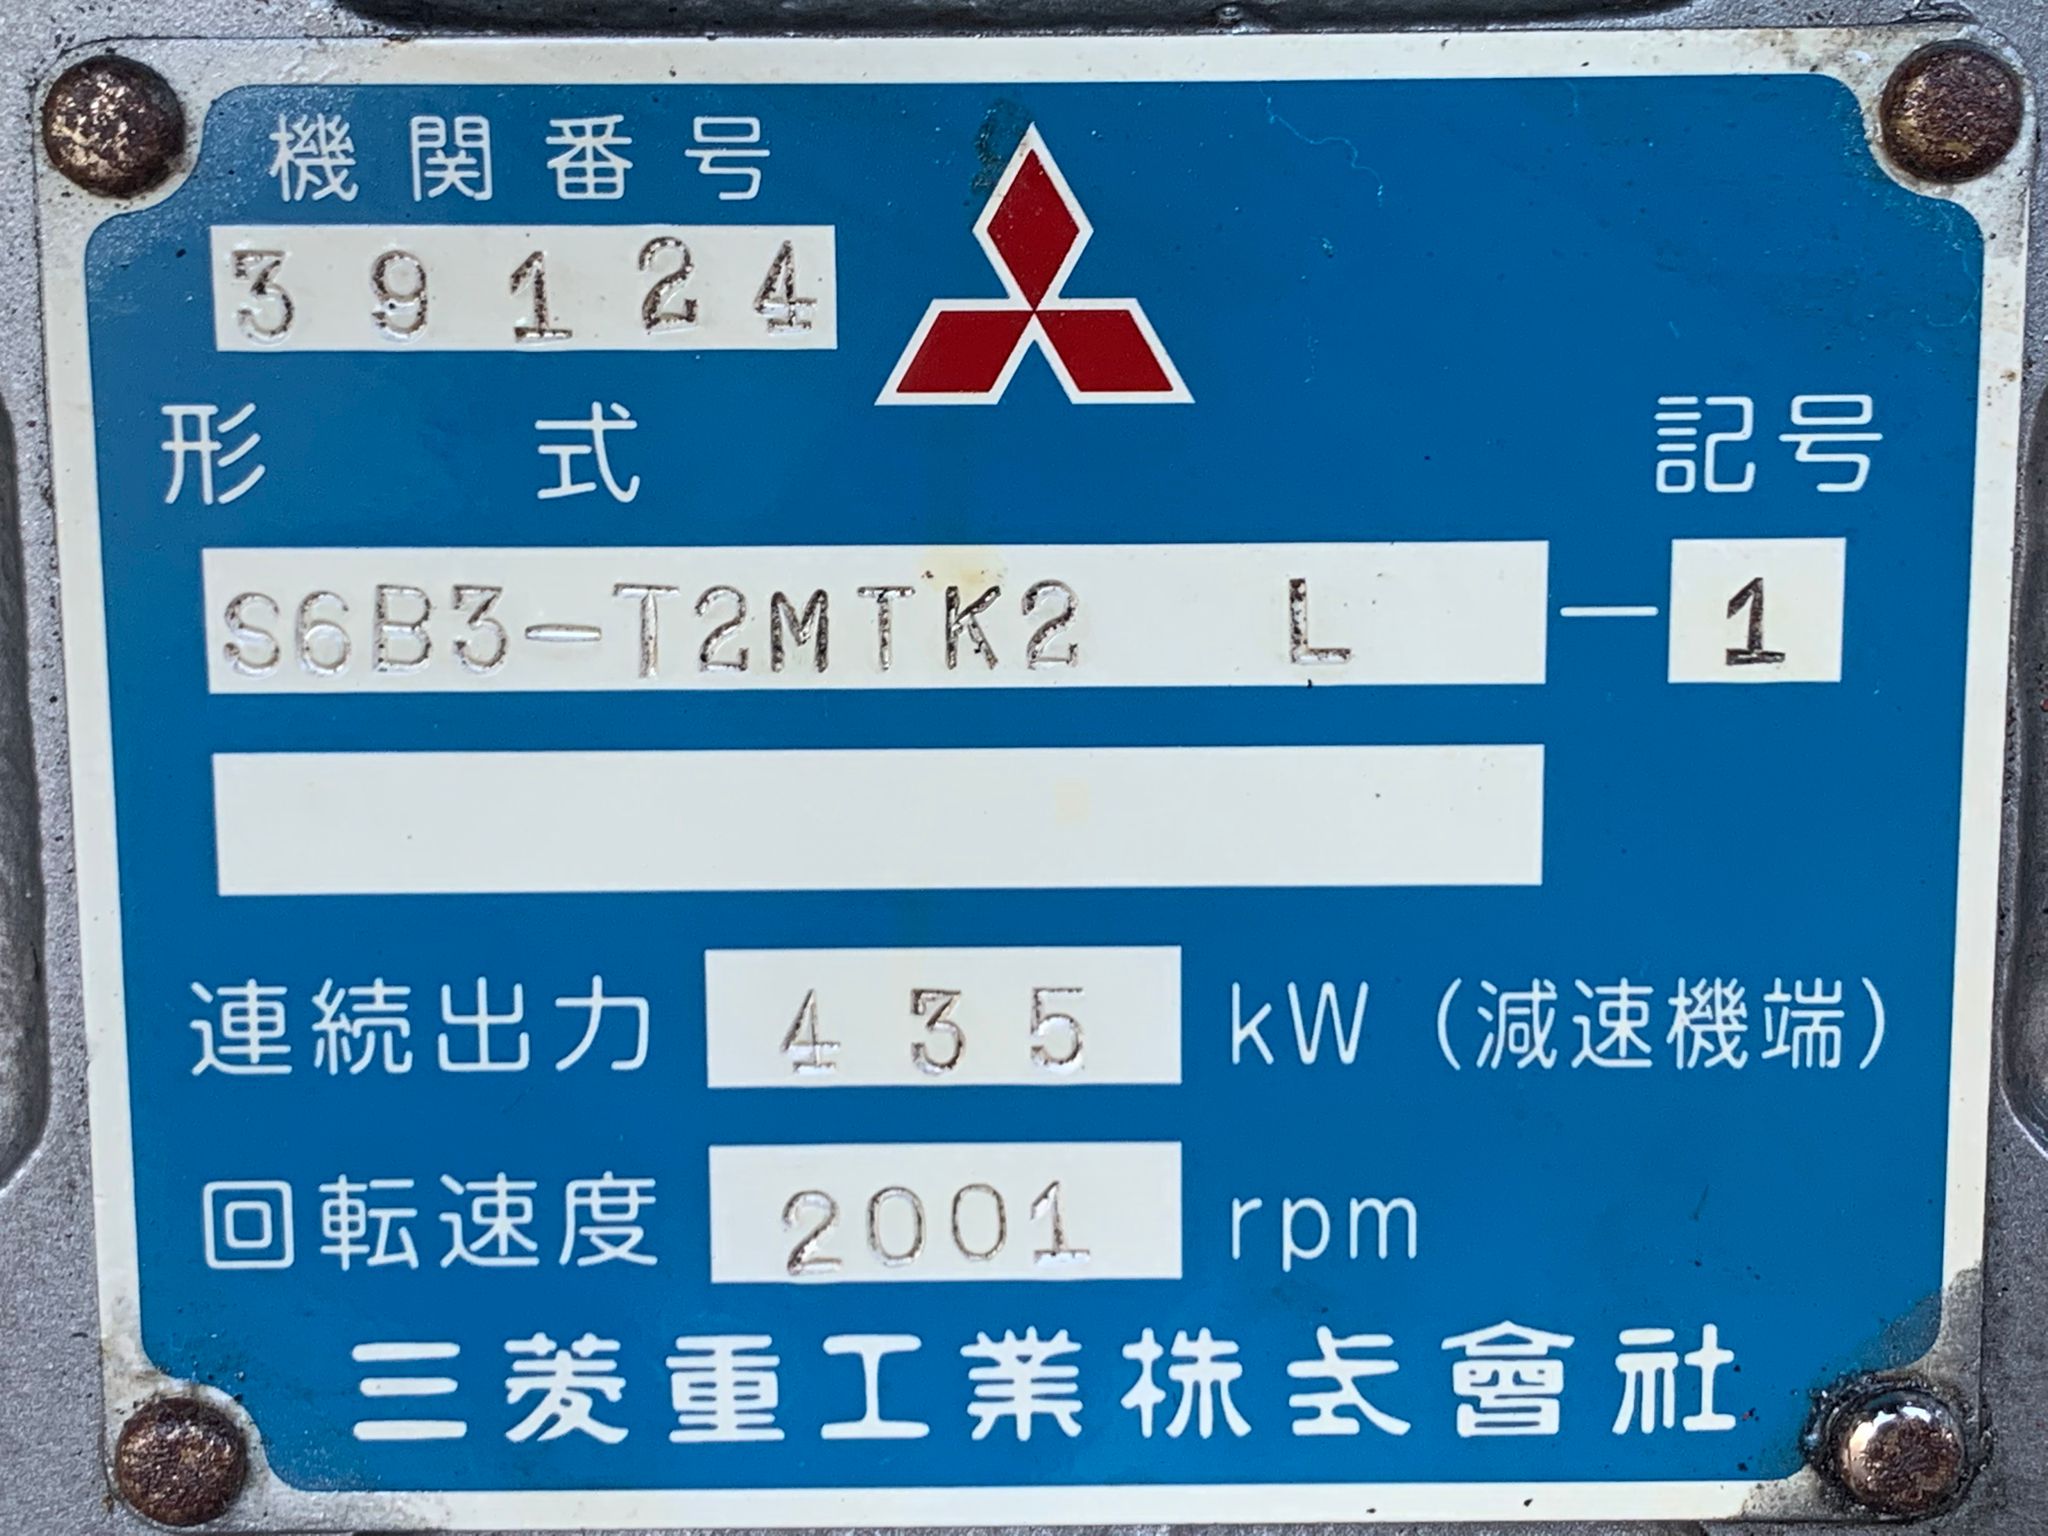 機関番号
39124
形式 記号
S6B3-T2MTK2 L - 1
連続出力 435 kW (減速機端)
回転速度 2001 rpm
三菱重工業株式會社